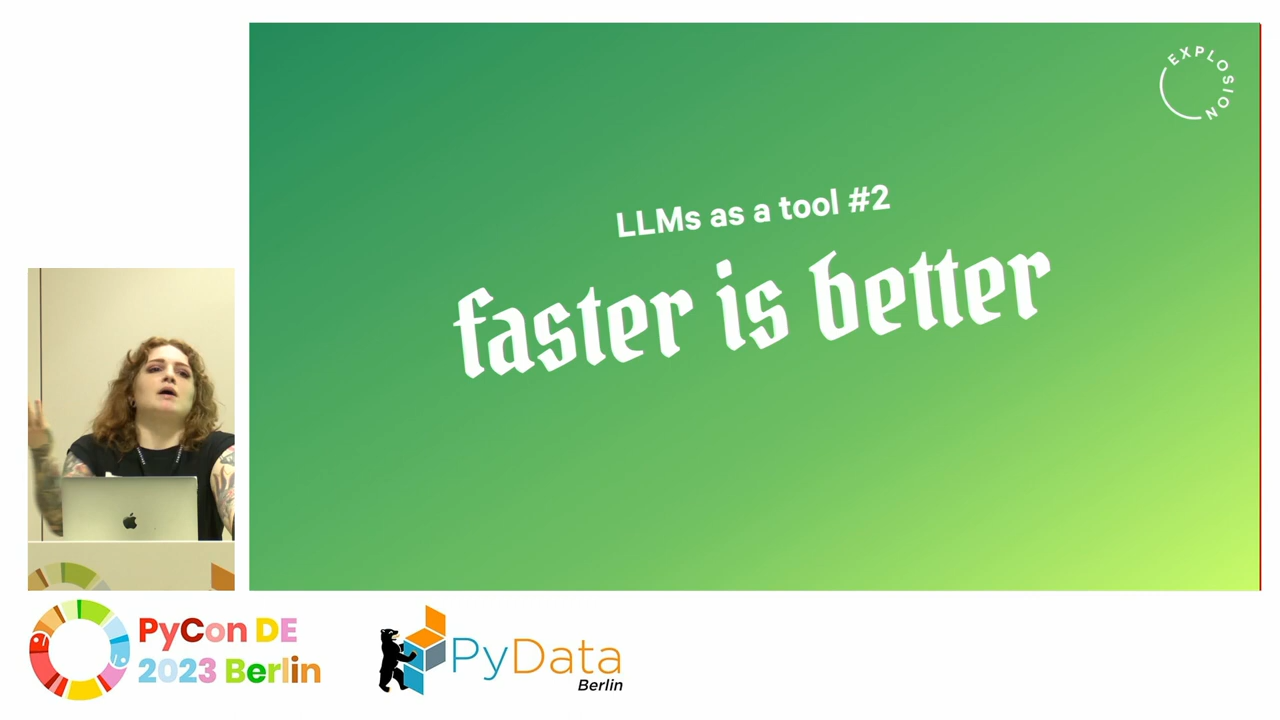 EXPLOSION
LLMs as a tool #2
faster is better
PyCon DE
2023 Berlin
PyData
Berlin